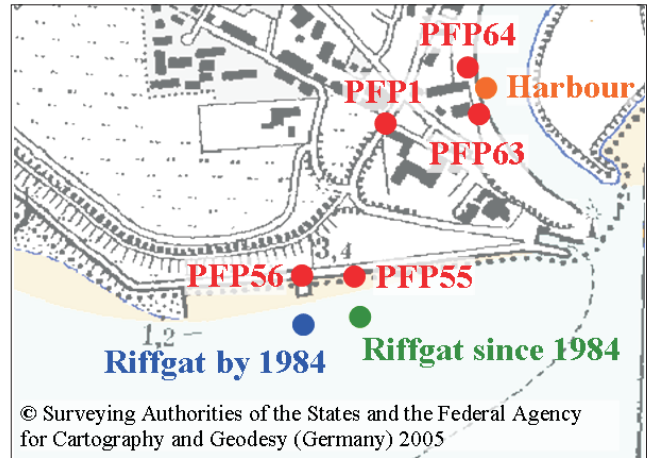 PFP64
Harbour
PFP1
PFP63
3,4
PFP56
PFP55
1,2
Riffgat by 1984
Riffgat since 1984
© Surveying Authorities of the States and the Federal Agency
for Cartography and Geodesy (Germany) 2005